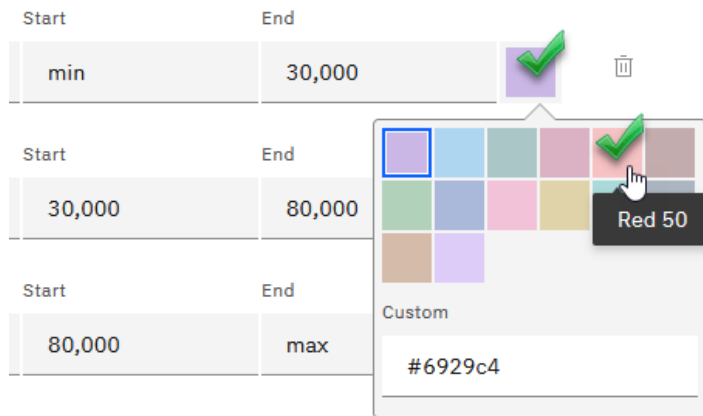 Start End
min 30,000
Start End
30,000 80,000
Red 50
Start End
Custom
80,000 max
#6929c4